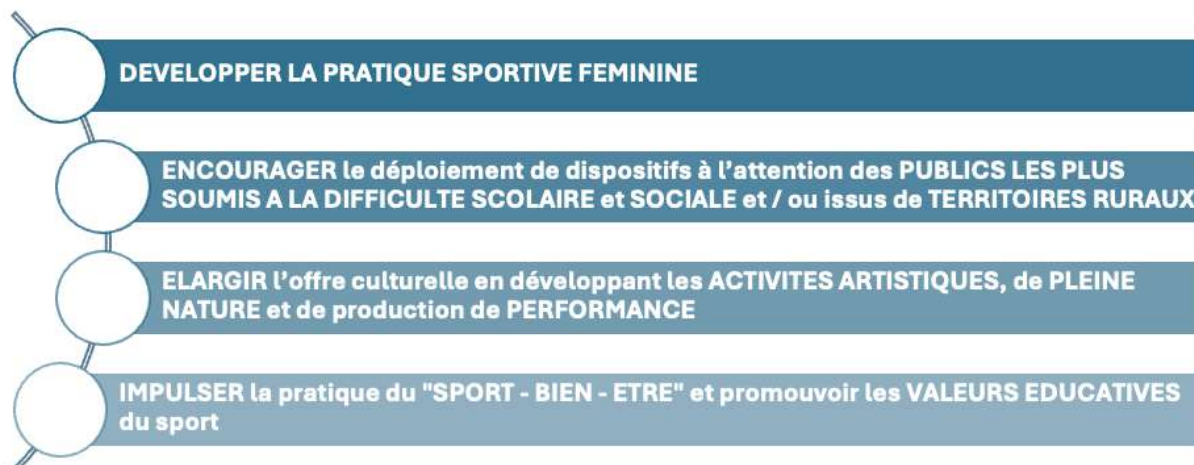 DEVELOPPER LA PRATIQUE SPORTIVE FEMININE
ENCOURAGER le déploiement de dispositifs à l’attention des PUBLICS LES PLUS
SOUMIS A LA DIFFICULTE SCOLAIRE et SOCIALE et / ou issus de TERRITOIRES RURAUX
ELARGIR l’offre culturelle en développant les ACTIVITES ARTISTIQUES, de PLEINE
NATURE et de production de PERFORMANCE
IMPULSER la pratique du "SPORT - BIEN - ETRE" et promouvoir les VALEURS EDUCATIVES
du sport